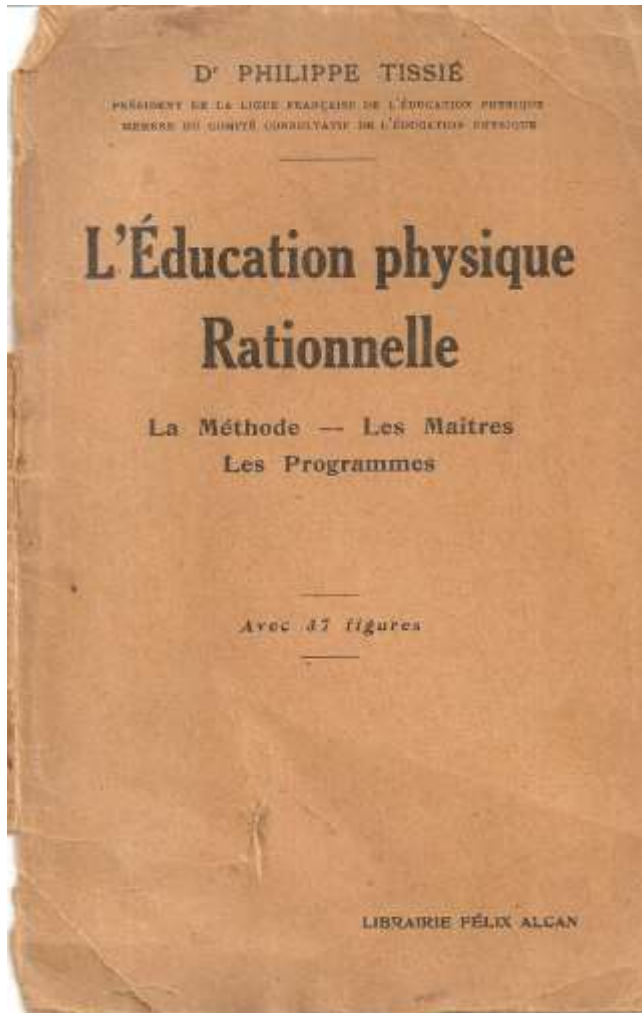 Dr PHILIPPE TISSIÉ
PRÉSIDENT DE LA LIGUE FRANÇAISE DE L'ÉDUCATION PHYSIQUE
MEMBRE DU COMITÉ CONSULTATIF DE L'ÉDUCATION PHYSIQUE
L'Éducation physique
Rationnelle
La Méthode — Les Maîtres
Les Programmes
Avec 37 figures
LIBRAIRIE FÉLIX ALCAN